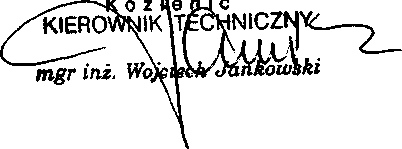 KIEROWNIK TECHNICZNY
mgr inż. Wojciech Jankowski